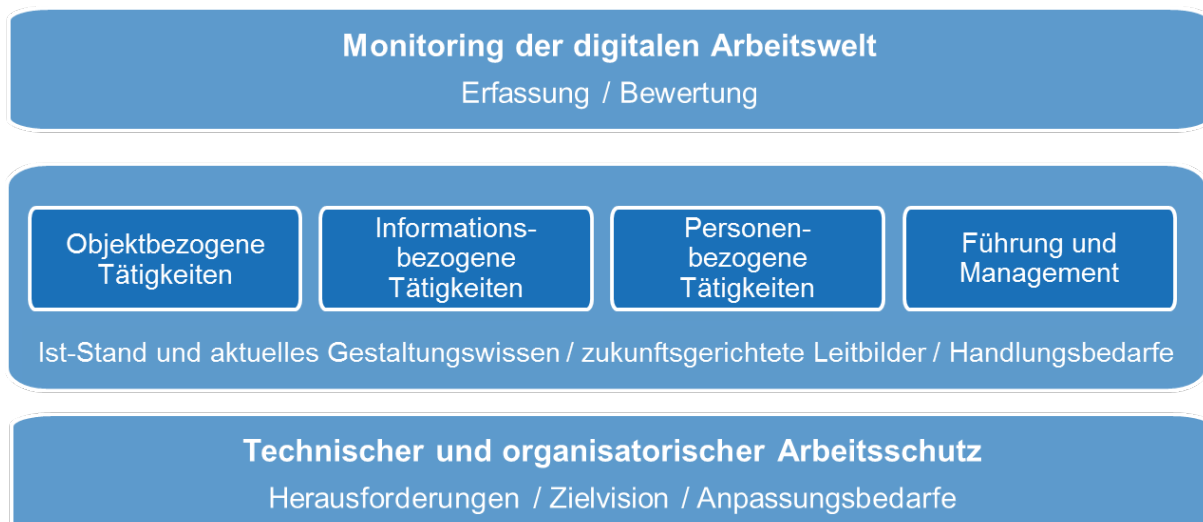 Monitoring der digitalen Arbeitswelt
Erfassung / Bewertung
Objektbezogene
Tätigkeiten
Informations-
bezogene
Tätigkeiten
Personen-
bezogene
Tätigkeiten
Führung und
Management
Ist-Stand und aktuelles Gestaltungswissen / zukunftsgerichtete Leitbilder / Handlungsbedarfe
Technischer und organisatorischer Arbeitsschutz
Herausforderungen / Zielvision / Anpassungsbedarfe